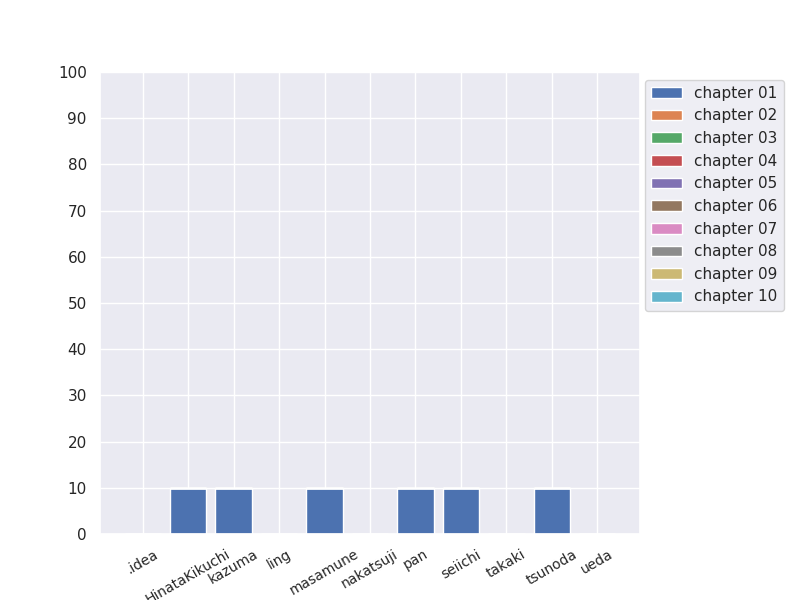 100
90
80
70
60
50
40
30
20
10
0
.idea
HinataKikuchi
kazuma
ling
masamune
nakatsuji
pan
seiichi
takaki
tsunoda
ueda
chapter 01
chapter 02
chapter 03
chapter 04
chapter 05
chapter 06
chapter 07
chapter 08
chapter 09
chapter 10